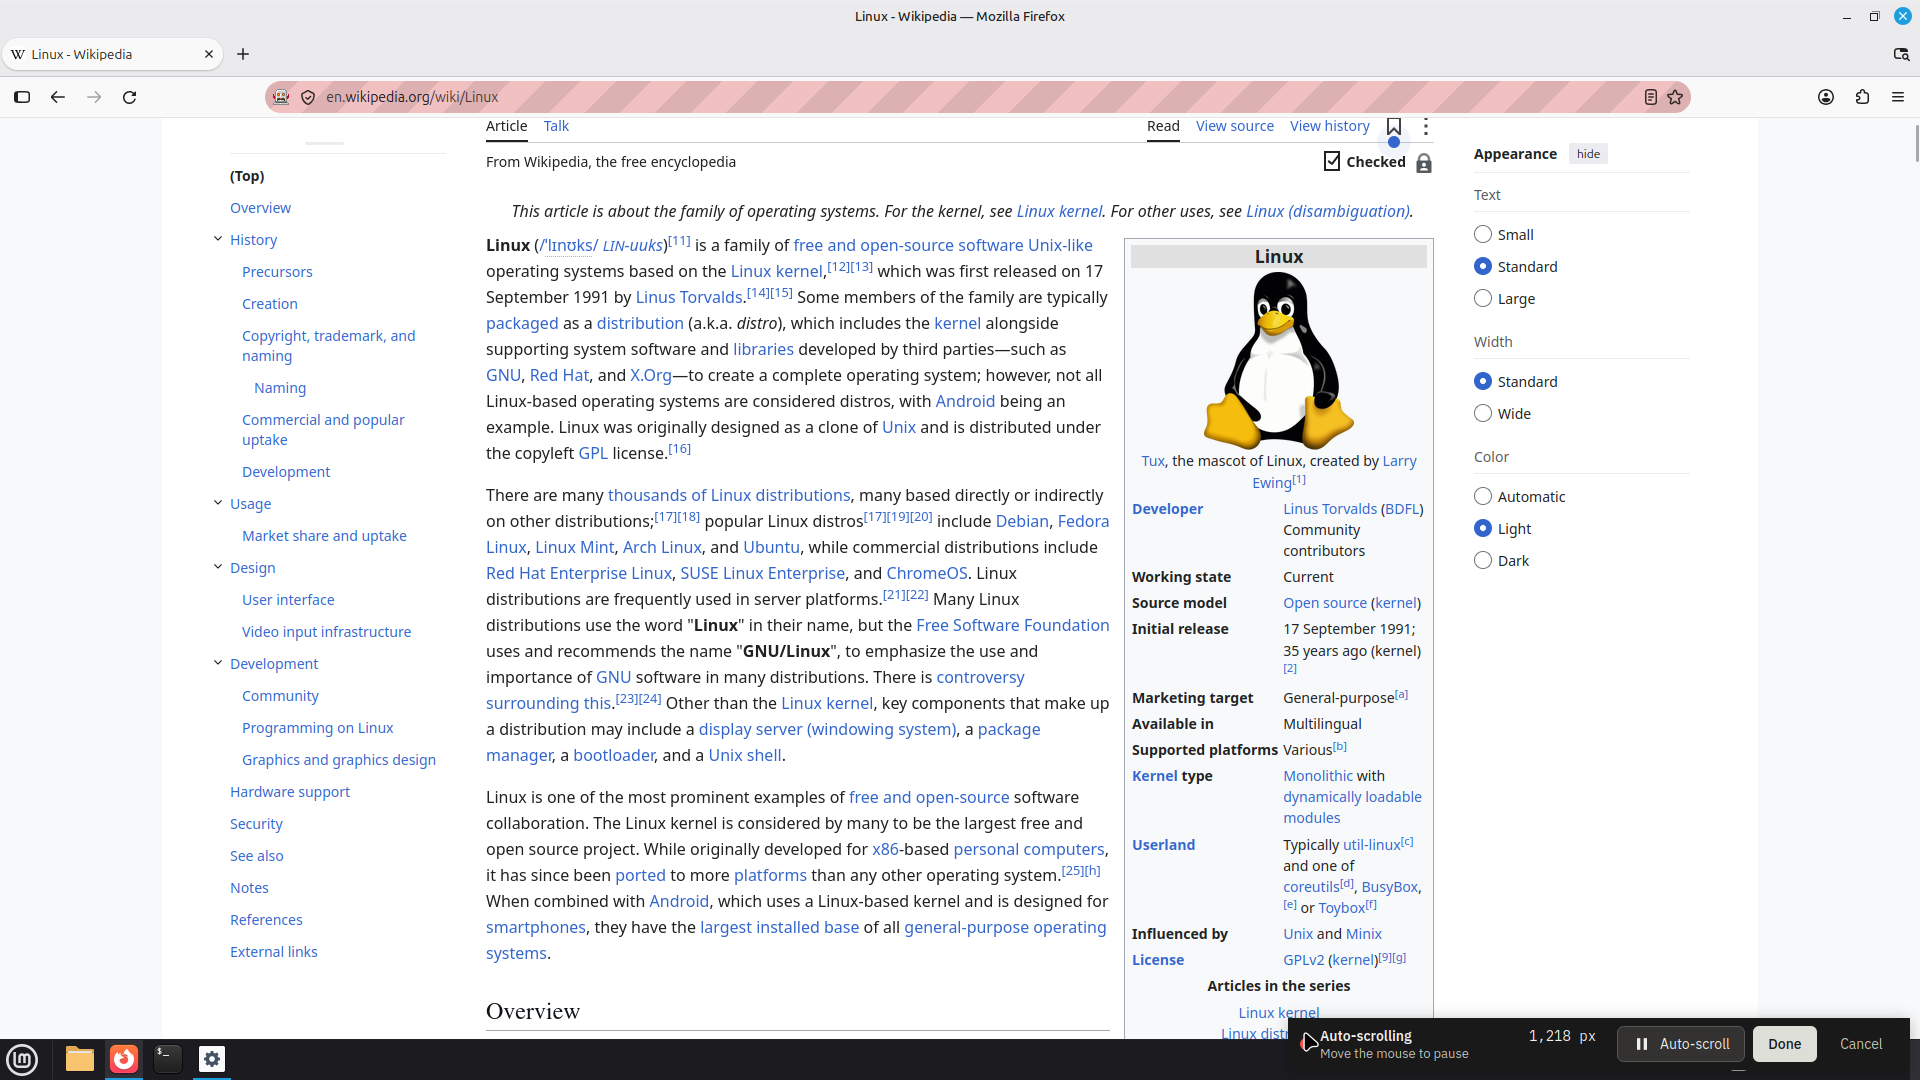 Linux - Wikipedia — Mozilla Firefox
Linux - Wikipedia
en.wikipedia.org/wiki/Linux
Article
Talk
Read
View source
View history
From Wikipedia, the free encyclopedia
Checked
(Top)
Overview
History
Precursors
Creation
Copyright, trademark, and
naming
Naming
Commercial and popular
uptake
Development
Usage
Market share and uptake
Design
User interface
Video input infrastructure
Development
Community
Programming on Linux
Graphics and graphics design
Hardware support
Security
See also
Notes
References
External links
This article is about the family of operating systems. For the kernel, see Linux kernel. For other uses, see Linux (disambiguation).
Linux (/ˈlɪnʊks/ LIN-uuks)[11] is a family of free and open-source software Unix-like
operating systems based on the Linux kernel,[12][13] which was first released on 17
September 1991 by Linus Torvalds.[14][15] Some members of the family are typically
packaged as a distribution (a.k.a. distro), which includes the kernel alongside
supporting system software and libraries developed by third parties—such as
GNU, Red Hat, and X.Org—to create a complete operating system; however, not all
Linux-based operating systems are considered distros, with Android being an
example. Linux was originally designed as a clone of Unix and is distributed under
the copyleft GPL license.[16]
There are many thousands of Linux distributions, many based directly or indirectly
on other distributions;[17][18] popular Linux distros[17][19][20] include Debian, Fedora
Linux, Linux Mint, Arch Linux, and Ubuntu, while commercial distributions include
Red Hat Enterprise Linux, SUSE Linux Enterprise, and ChromeOS. Linux
distributions are frequently used in server platforms.[21][22] Many Linux
distributions use the word "Linux" in their name, but the Free Software Foundation
uses and recommends the name "GNU/Linux", to emphasize the use and
importance of GNU software in many distributions. There is controversy
surrounding this.[23][24] Other than the Linux kernel, key components that make up
a distribution may include a display server (windowing system), a package
manager, a bootloader, and a Unix shell.
Linux is one of the most prominent examples of free and open-source software
collaboration. The Linux kernel is considered by many to be the largest free and
open source project. While originally developed for x86-based personal computers,
it has since been ported to more platforms than any other operating system.[25][h]
When combined with Android, which uses a Linux-based kernel and is designed for
smartphones, they have the largest installed base of all general-purpose operating
systems.
Overview
Linux
Tux, the mascot of Linux, created by Larry
Ewing[1]
Developer Linus Torvalds (BDFL)
Community
contributors
Working state Current
Source model Open source (kernel)
Initial release 17 September 1991;
35 years ago (kernel)
[2]
Marketing target General-purpose[a]
Available in Multilingual
Supported platforms Various[b]
Kernel type Monolithic with
dynamically loadable
modules
Userland Typically util-linux[c]
and one of
coreutils[d], BusyBox,
[e] or Toybox[f]
Influenced by Unix and Minix
License GPLv2 (kernel)[9][g]
Articles in the series
Linux kernel
Linux distr
Appearance hide
Text
Small
Standard
Large
Width
Standard
Wide
Color
Automatic
Light
Dark
Auto-scrolling
Move the mouse to pause
1,218 px
Auto-scroll
Done
Cancel